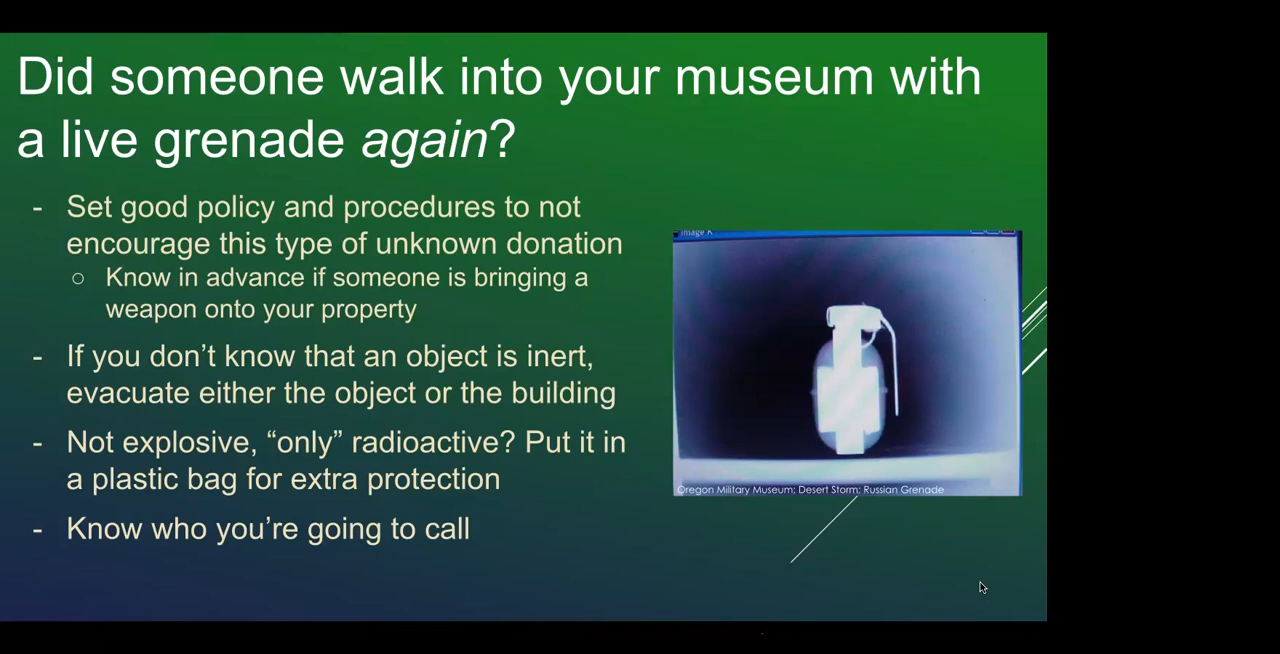 Did someone walk into your museum with
a live grenade again?
- Set good policy and procedures to not
encourage this type of unknown donation
○ Know in advance if someone is bringing a
weapon onto your property
- If you don’t know that an object is inert,
evacuate either the object or the building
- Not explosive, “only” radioactive? Put it in
a plastic bag for extra protection
- Know who you’re going to call
Oregon Military Museum; Desert Storm; Russian Grenade